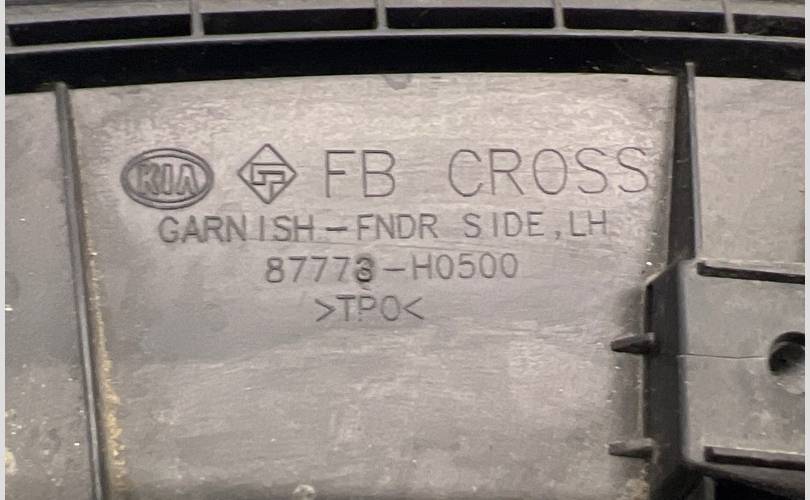 KIA FB CROSS
GARNISH-FNDR SIDE,LH
87773-H0500
>TPO<